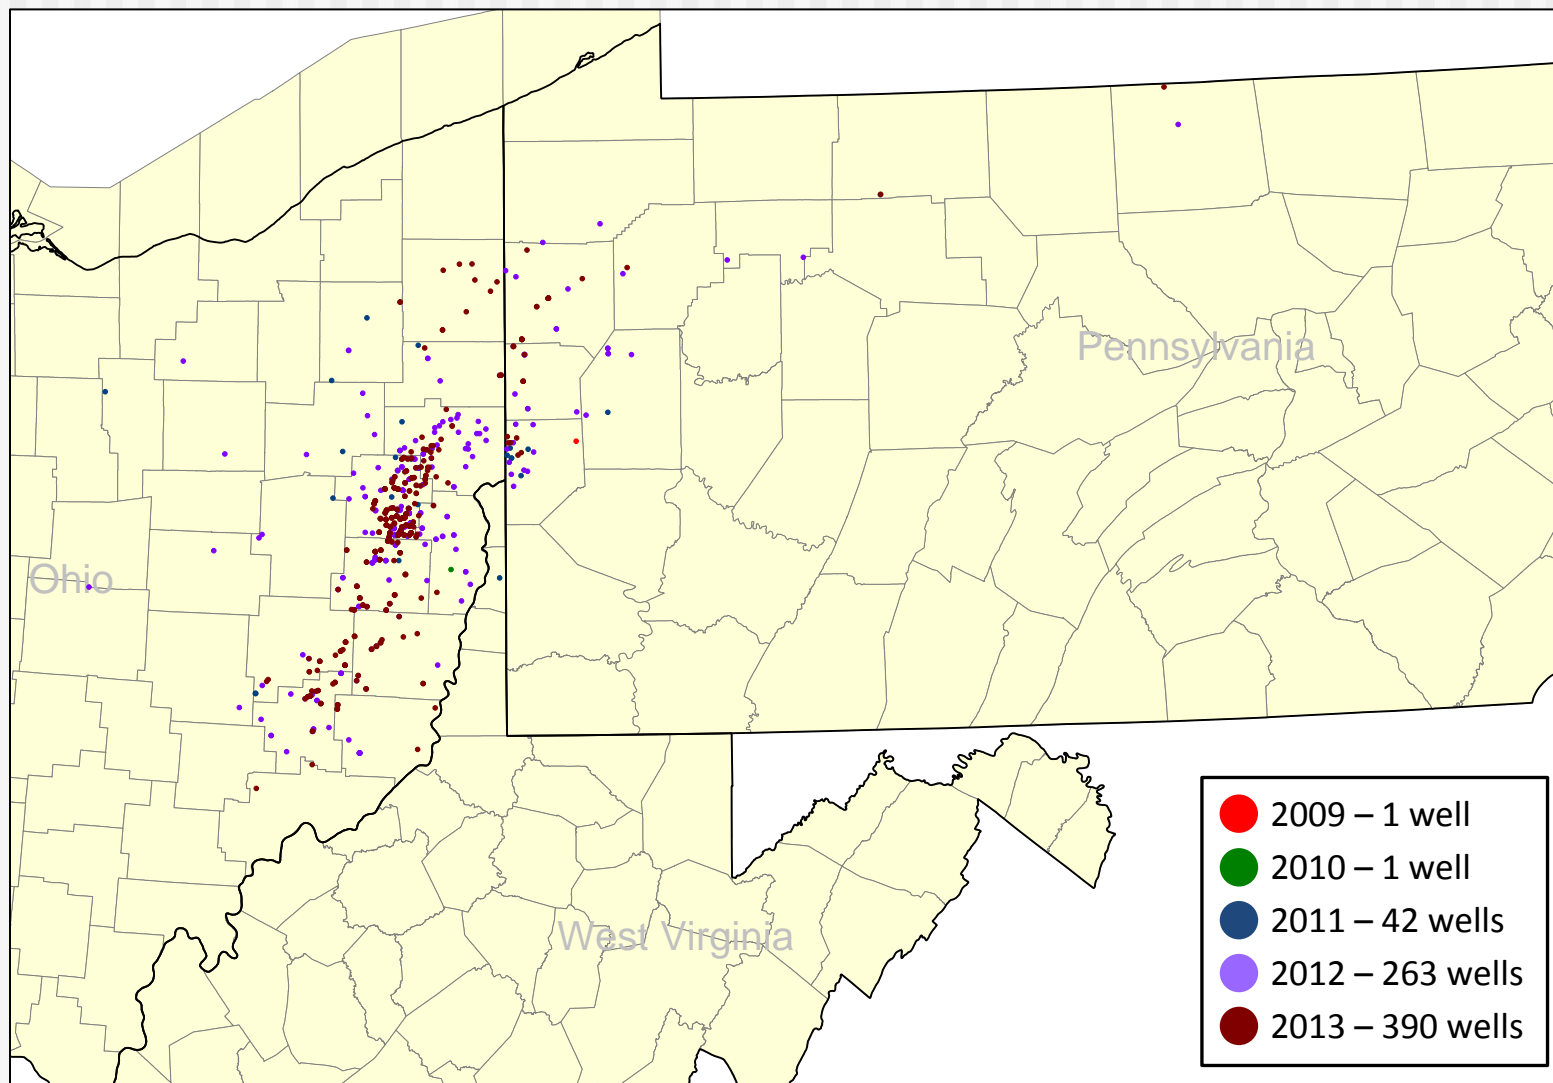 Pennsylvania
Ohio
West Virginia
2009 – 1 well
2010 – 1 well
2011 – 42 wells
2012 – 263 wells
2013 – 390 wells